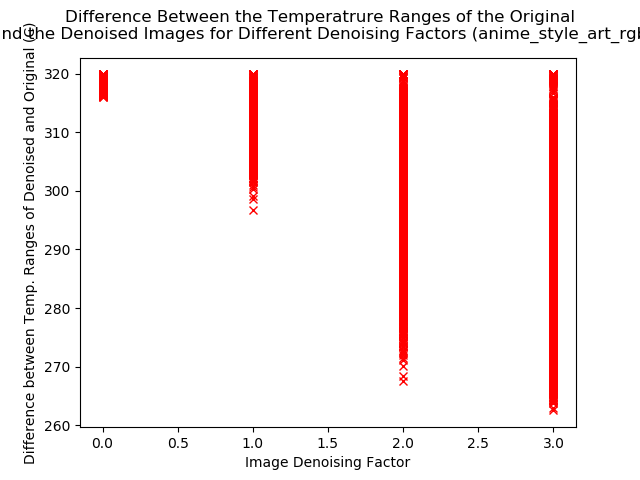 Difference Between the Temperatrure Ranges of the Original
nd the Denoised Images for Different Denoising Factors (anime_style_art_rgb
Difference between Temp. Ranges of Denoised and Original (c)
320
310
300
290
280
270
260
0.0 0.5 1.0 1.5 2.0 2.5 3.0
Image Denoising Factor